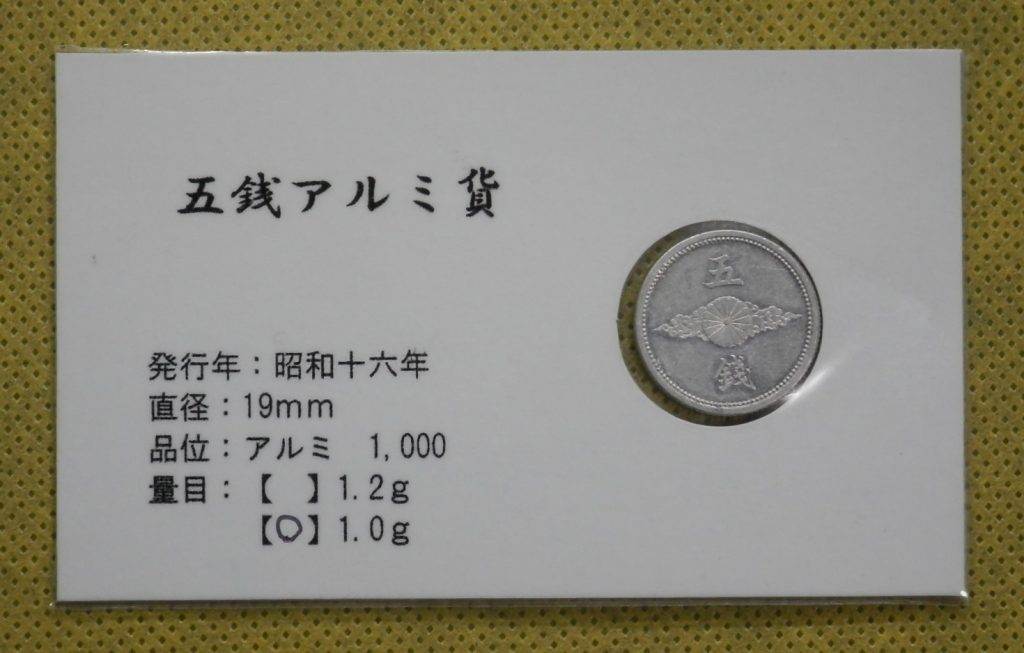 五銭アルミ貨
五
銭
発行年：昭和十六年
直径：19mm
品位：アルミ　1,000
量目：【　】1.2g
【○】1.0g